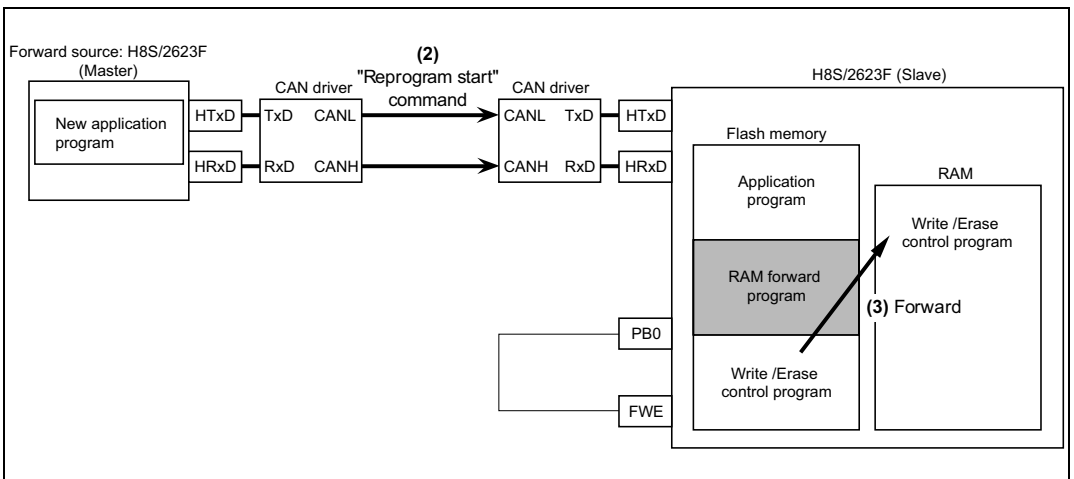 Forward source: H8S/2623F
(Master)
New application
program
HTxD
HRxD
CAN driver
TxD CANL
RxD CANH
(2)
"Reprogram start"
command
CAN driver
CANL TxD
CANH RxD
HTxD
HRxD
H8S/2623F (Slave)
Flash memory
Application
program
RAM forward
program
Write /Erase
control program
RAM
Write /Erase
control program
(3) Forward
PB0
FWE